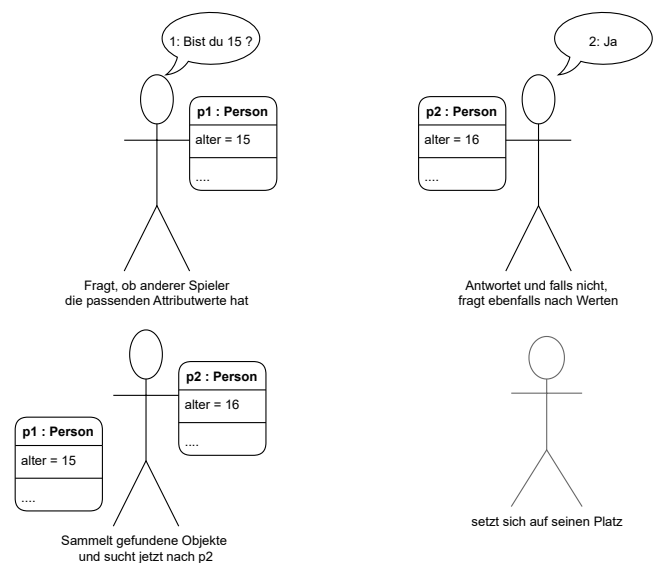 1: Bist du 15 ?
2: Ja
p1 : Person
alter = 15
....
p2 : Person
alter = 16
....
Fragt, ob anderer Spieler
die passenden Attributwerte hat
Antwortet und falls nicht,
fragt ebenfalls nach Werten
p2 : Person
alter = 16
....
p1 : Person
alter = 15
....
Sammelt gefundene Objekte
und sucht jetzt nach p2
setzt sich auf seinen Platz